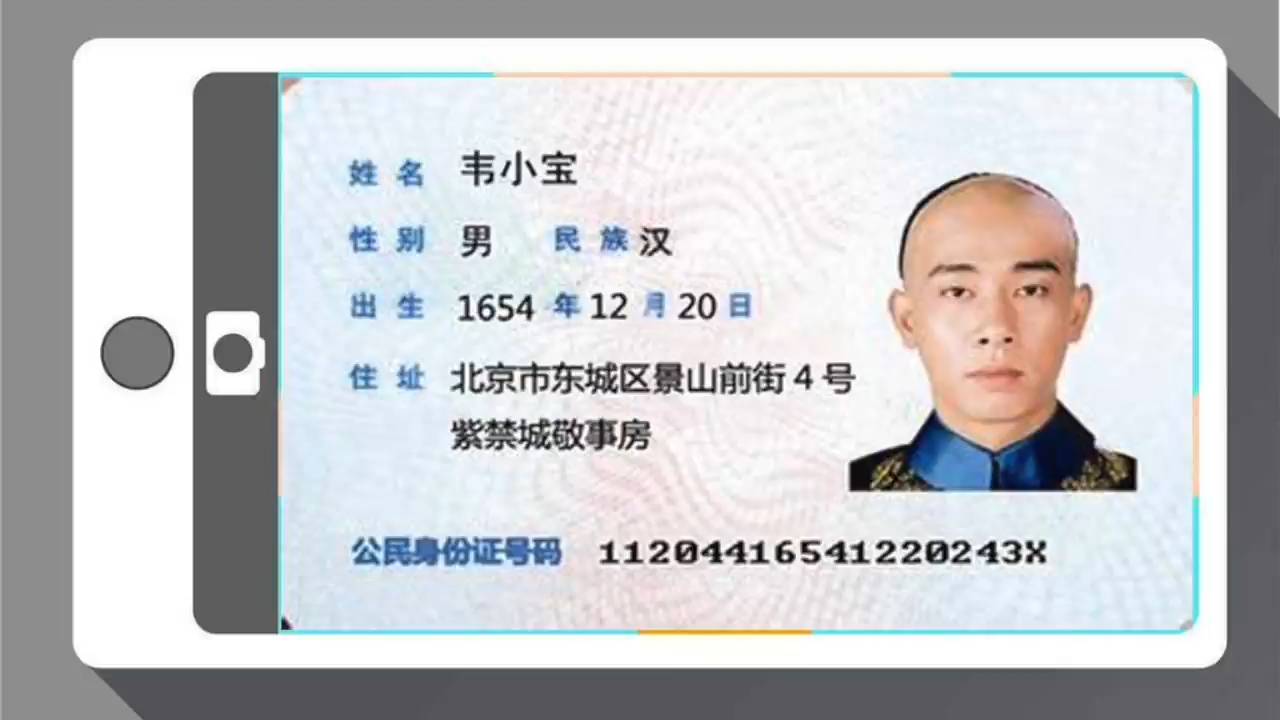 姓名 韦小宝
性别 男 民族 汉
出生 1654 年 12 月 20 日
住址 北京市东城区景山前街 4 号
紫禁城敬事房
公民身份证号码 11204416541220243X